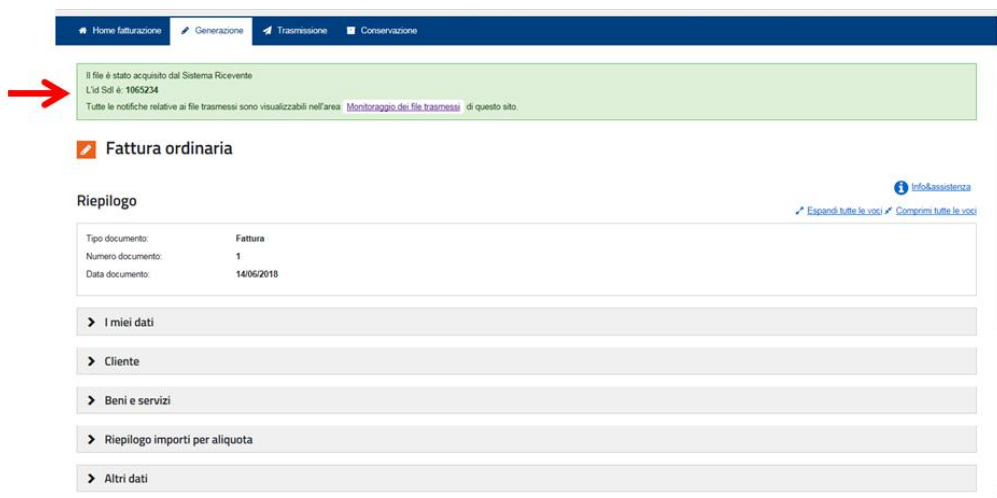 Home fatturazione Generazione Trasmissione Conservazione
Il file è stato acquisito dal Sistema Ricevente
L'id SdI è: 1065234
Tutte le notifiche relative ai file trasmessi sono visualizzabili nell'area Monitoraggio dei file trasmessi di questo sito.
Fattura ordinaria
Info&assistenza
Riepilogo
Espandi tutte le voci Comprimi tutte le voci
Tipo documento: Fattura
Numero documento: 1
Data documento: 14/06/2018
I miei dati
Cliente
Beni e servizi
Riepilogo importi per aliquota
Altri dati